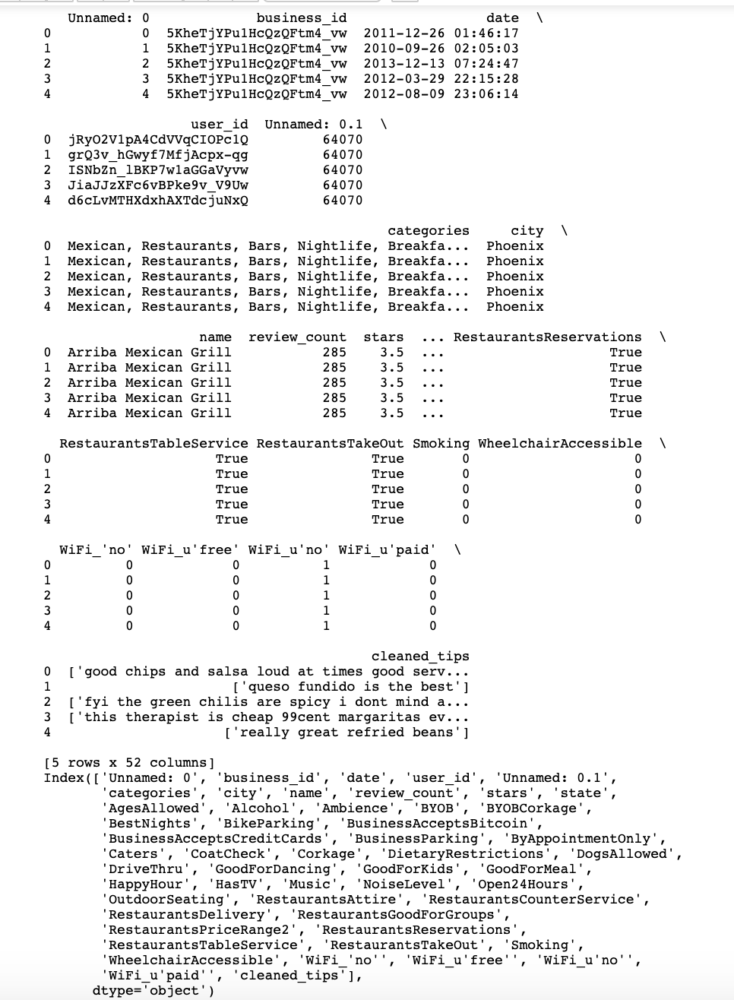 Unnamed: 0 business_id date \
0 0 5KheTjYPu1HcQzQFtm4_vw 2011-12-26 01:46:17
1 1 5KheTjYPu1HcQzQFtm4_vw 2010-09-26 02:05:03
2 2 5KheTjYPu1HcQzQFtm4_vw 2013-12-13 07:24:47
3 3 5KheTjYPu1HcQzQFtm4_vw 2012-03-29 22:15:28
4 4 5KheTjYPu1HcQzQFtm4_vw 2012-08-09 23:06:14
user_id Unnamed: 0.1 \
0 jRyO2V1pA4CdVVqCIOPc1Q 64070
1 grQ3v_hGwyf7MfjAcpx-qg 64070
2 ISNbZn_lBKP7w1aGGaVyvw 64070
3 JiaJJzXFc6vBPke9v_V9Uw 64070
4 d6cLvMTHXdxhAXTdcjuNxQ 64070
categories city \
0 Mexican, Restaurants, Bars, Nightlife, Breakfa... Phoenix
1 Mexican, Restaurants, Bars, Nightlife, Breakfa... Phoenix
2 Mexican, Restaurants, Bars, Nightlife, Breakfa... Phoenix
3 Mexican, Restaurants, Bars, Nightlife, Breakfa... Phoenix
4 Mexican, Restaurants, Bars, Nightlife, Breakfa... Phoenix
name review_count stars ... RestaurantsReservations \
0 Arriba Mexican Grill 285 3.5 ... True
1 Arriba Mexican Grill 285 3.5 ... True
2 Arriba Mexican Grill 285 3.5 ... True
3 Arriba Mexican Grill 285 3.5 ... True
4 Arriba Mexican Grill 285 3.5 ... True
RestaurantsTableService RestaurantsTakeOut Smoking WheelchairAccessible \
0 True True 0 0
1 True True 0 0
2 True True 0 0
3 True True 0 0
4 True True 0 0
WiFi_'no' WiFi_u'free' WiFi_u'no' WiFi_u'paid' \
0 0 0 1 0
1 0 0 1 0
2 0 0 1 0
3 0 0 1 0
4 0 0 1 0
cleaned_tips
0 ['good chips and salsa loud at times good serv...
1 ['queso fundido is the best']
2 ['fyi the green chilis are spicy i dont mind a...
3 ['this therapist is cheap 99cent margaritas ev...
4 ['really great refried beans']
[5 rows x 52 columns]
Index(['Unnamed: 0', 'business_id', 'date', 'user_id', 'Unnamed: 0.1',
'categories', 'city', 'name', 'review_count', 'stars', 'state',
'AgesAllowed', 'Alcohol', 'Ambience', 'BYOB', 'BYOBCorkage',
'BestNights', 'BikeParking', 'BusinessAcceptsBitcoin',
'BusinessAcceptsCreditCards', 'BusinessParking', 'ByAppointmentOnly',
'Caters', 'CoatCheck', 'Corkage', 'DietaryRestrictions', 'DogsAllowed',
'DriveThru', 'GoodForDancing', 'GoodForKids', 'GoodForMeal',
'HappyHour', 'HasTV', 'Music', 'NoiseLevel', 'Open24Hours',
'OutdoorSeating', 'RestaurantsAttire', 'RestaurantsCounterService',
'RestaurantsDelivery', 'RestaurantsGoodForGroups',
'RestaurantsPriceRange2', 'RestaurantsReservations',
'RestaurantsTableService', 'RestaurantsTakeOut', 'Smoking',
'WheelchairAccessible', 'WiFi_'no'', 'WiFi_u'free'', 'WiFi_u'no'',
'WiFi_u'paid'', 'cleaned_tips'],
dtype='object')